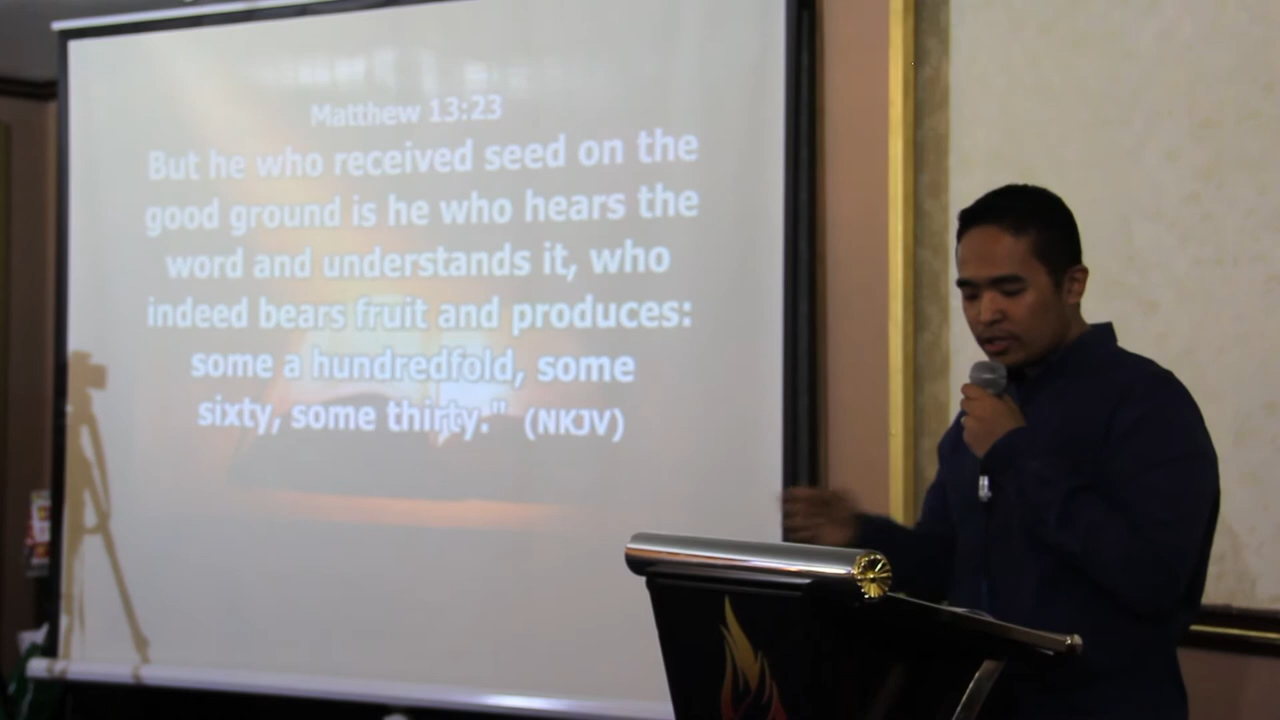 Matthew 13:23
But he who received seed on the
good ground is he who hears the
word and understands it, who
indeed bears fruit and produces:
some a hundredfold, some
sixty, some thirty." (NKJV)